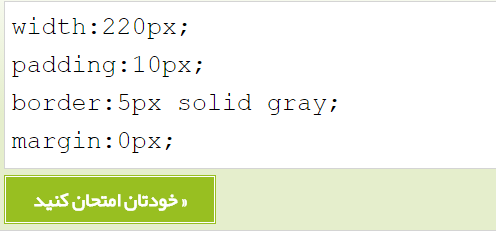 width:220px;
padding:10px;
border:5px solid gray;
margin:0px;
خودتان امتحان کنید »